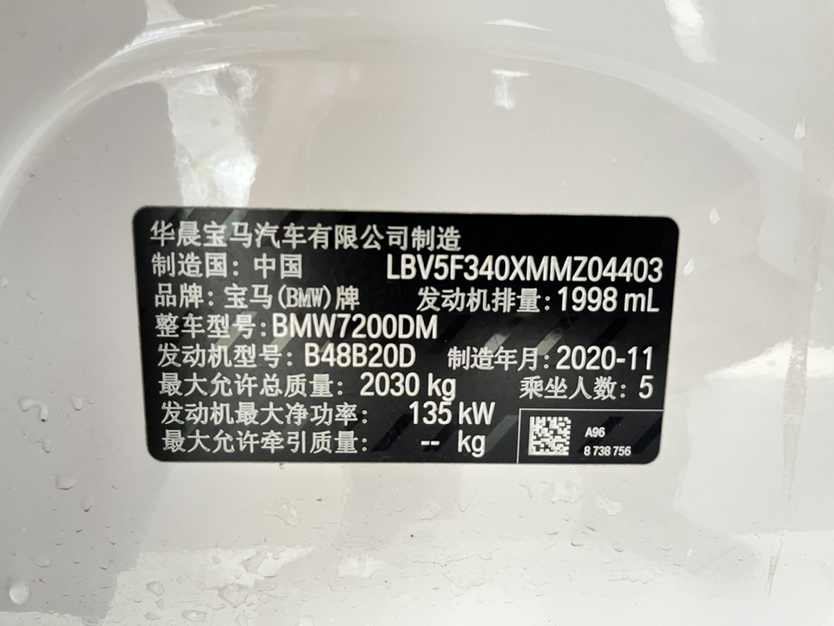 华晨宝马汽车有限公司制造
制造国：中国 LBV5F340XMMZ04403
品牌：宝马(BMW)牌 发动机排量：1998 mL
整车型号：BMW7200DM
发动机型号：B48B20D 制造年月：2020-11
最大允许总质量：2030 kg 乘坐人数：5
发动机最大净功率：135 kW
最大允许牵引质量：-- kg
A96
8 738 756